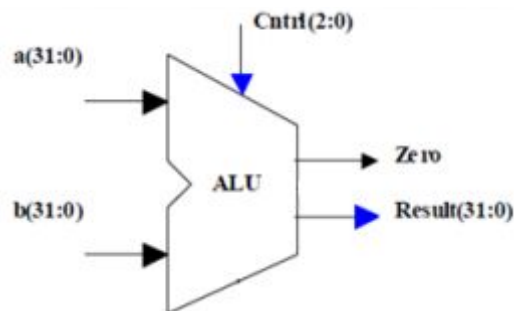 Cntrl(2:0)
a(31:0)
Zero
ALU
b(31:0)
Result(31:0)